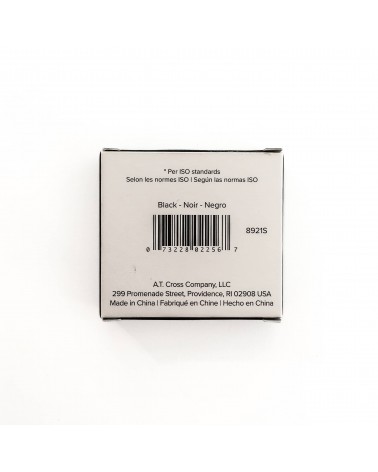 * Per ISO standards
Selon les normes ISO | Según las normas ISO
Black - Noir - Negro
8921S
0 73228 02256 7
A.T. Cross Company, LLC
299 Promenade Street, Providence, RI 02908 USA
Made in China | Fabriqué en Chine | Hecho en China